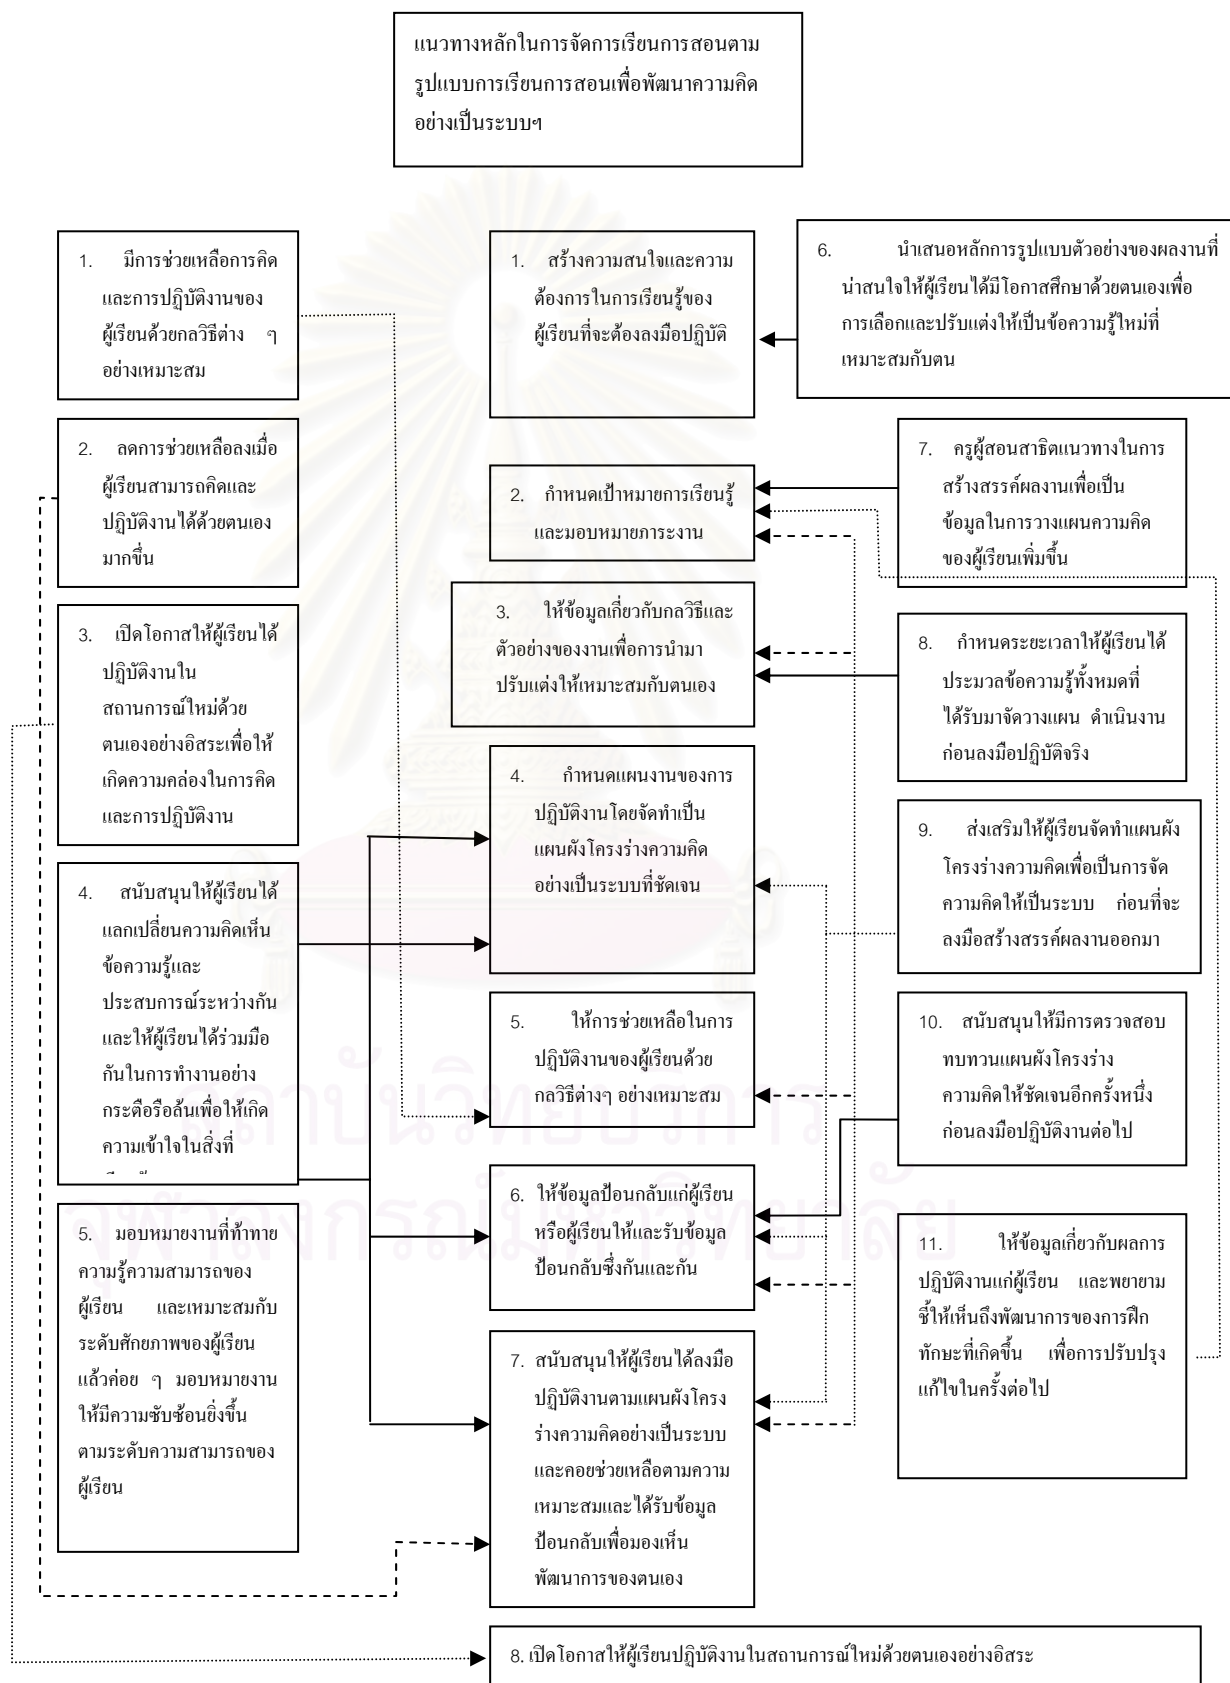 แนวทางหลักในการจัดการเรียนการสอนตาม
รูปแบบการเรียนการสอนเพื่อพัฒนาความคิด
อย่างเป็นระบบฯ
1. มีการช่วยเหลือการคิด
และการปฏิบัติงานของ
ผู้เรียนด้วยกลวิธีต่าง ๆ
อย่างเหมาะสม
2. ลดการช่วยเหลือลงเมื่อ
ผู้เรียนสามารถคิดและ
ปฏิบัติงานได้ด้วยตนเอง
มากขึ้น
3. เปิดโอกาสให้ผู้เรียนได้
ปฏิบัติงานใน
สถานการณ์ใหม่ด้วย
ตนเองอย่างอิสระเพื่อให้
เกิดความคล่องในการคิด
และการปฏิบัติงาน
4. สนับสนุนให้ผู้เรียนได้
แลกเปลี่ยนความคิดเห็น
ข้อความรู้และ
ประสบการณ์ระหว่างกัน
และให้ผู้เรียนได้ร่วมมือ
กันในการทำงานอย่าง
กระตือรือล้นเพื่อให้เกิด
ความเข้าใจในสิ่งที่
5. มอบหมายงานที่ท้าทาย
ความรู้ความสามารถของ
ผู้เรียน และเหมาะสมกับ
ระดับศักยภาพของผู้เรียน
แล้วค่อย ๆ มอบหมายงาน
ให้มีความซับซ้อนยิ่งขึ้น
ตามระดับความสามารถของ
ผู้เรียน
1. สร้างความสนใจและความ
ต้องการในการเรียนรู้ของ
ผู้เรียนที่จะต้องลงมือปฏิบัติ
2. กำหนดเป้าหมายการเรียนรู้
และมอบหมายภาระงาน
3. ให้ข้อมูลเกี่ยวกับกลวิธีและ
ตัวอย่างของงานเพื่อการนำมา
ปรับแต่งให้เหมาะสมกับตนเอง
4. กำหนดแผนงานของการ
ปฏิบัติงานโดยจัดทำเป็น
แผนผังโครงร่างความคิด
อย่างเป็นระบบที่ชัดเจน
5. ให้การช่วยเหลือในการ
ปฏิบัติงานของผู้เรียนด้วย
กลวิธีต่างๆ อย่างเหมาะสม
6. ให้ข้อมูลป้อนกลับแก่ผู้เรียน
หรือผู้เรียนให้และรับข้อมูล
ป้อนกลับซึ่งกันและกัน
7. สนับสนุนให้ผู้เรียนได้ลงมือ
ปฏิบัติงานตามแผนผังโครง
ร่างความคิดอย่างเป็นระบบ
และคอยช่วยเหลือตามความ
เหมาะสมและได้รับข้อมูล
ป้อนกลับเพื่อมองเห็น
พัฒนาการของตนเอง
8. เปิดโอกาสให้ผู้เรียนปฏิบัติงานในสถานการณ์ใหม่ด้วยตนเองอย่างอิสระ
6. นำเสนอหลักการรูปแบบตัวอย่างของผลงานที่
น่าสนใจให้ผู้เรียนได้มีโอกาสศึกษาด้วยตนเองเพื่อ
การเลือกและปรับแต่งให้เป็นข้อความรู้ใหม่ที่
เหมาะสมกับตน
7. ครูผู้สอนสาธิตแนวทางในการ
สร้างสรรค์ผลงานเพื่อเป็น
ข้อมูลในการวางแผนความคิด
ของผู้เรียนเพิ่มขึ้น
8. กำหนดระยะเวลาให้ผู้เรียนได้
ประมวลข้อความรู้ทั้งหมดที่
ได้รับมาจัดวางแผน ดำเนินงาน
ก่อนลงมือปฏิบัติจริง
9. ส่งเสริมให้ผู้เรียนจัดทำแผนผัง
โครงร่างความคิดเพื่อเป็นการจัด
ความคิดให้เป็นระบบ ก่อนที่จะ
ลงมือสร้างสรรค์ผลงานออกมา
10. สนับสนุนให้มีการตรวจสอบ
ทบทวนแผนผังโครงร่าง
ความคิดให้ชัดเจนอีกครั้งหนึ่ง
ก่อนลงมือปฏิบัติงานต่อไป
11. ให้ข้อมูลเกี่ยวกับผลการ
ปฏิบัติงานแก่ผู้เรียน และพยายาม
ชี้ให้เห็นถึงพัฒนาการของการฝึก
ทักษะที่เกิดขึ้น เพื่อการปรับปรุง
แก้ไขในครั้งต่อไป
สถาบันวิทยบริการ
จุฬาลงกรณ์มหาวิทยาลัย